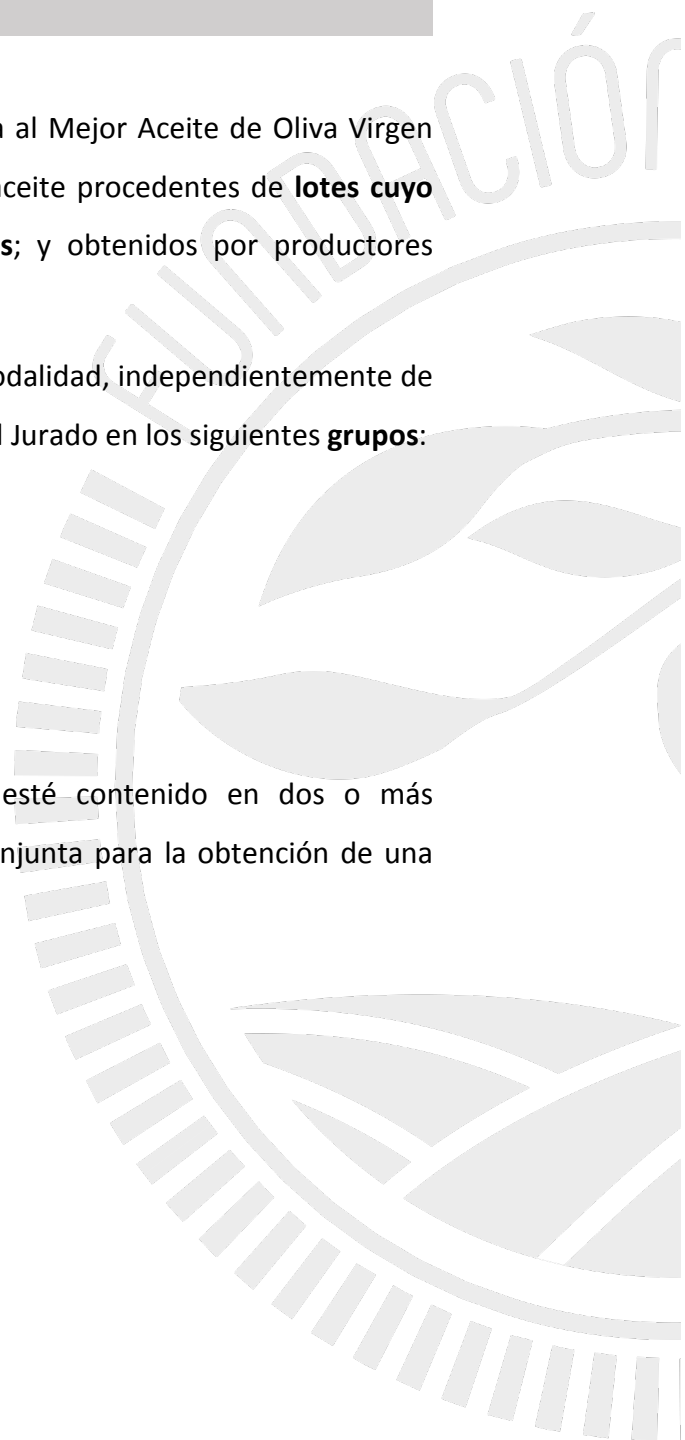 FUNDACIÓN
al Mejor Aceite de Oliva Virgen
aceite procedentes de lotes cuyo
s; y obtenidos por productores
odalidad, independientemente de
l Jurado en los siguientes grupos:
esté contenido en dos o más
njunta para la obtención de una